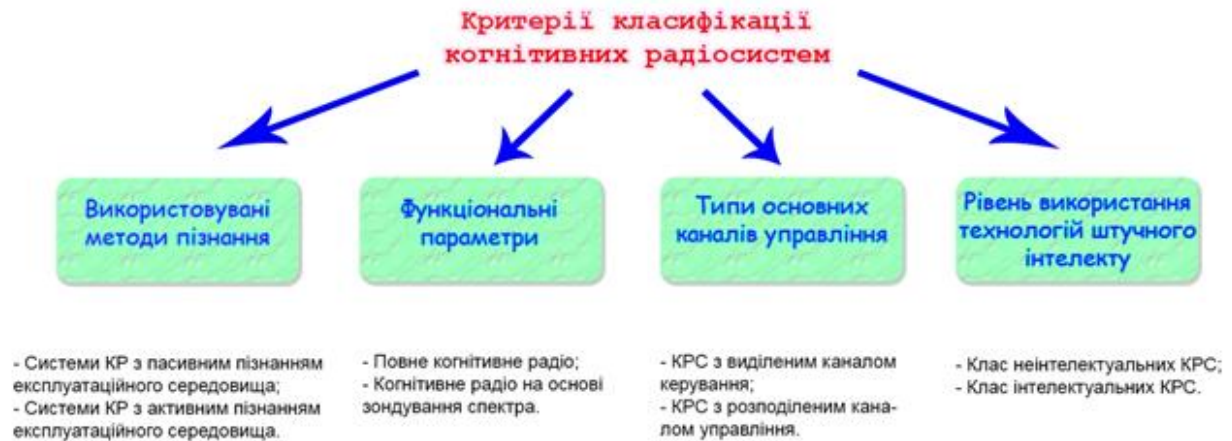 Критерії класифікації
когнітивних радіосистем
Використовувані
методи пізнання
Функціональні
параметри
Типи основних
каналів управління
Рівень використання
технологій штучного
інтелекту
- Системи КР з пасивним пізнанням
експлуатаційного середовища;
- Системи КР з активним пізнанням
експлуатаційного середовища.
- Повне когнітивне радіо;
- Когнітивне радіо на основі
зондування спектра.
- КРС з виділеним каналом
керування;
- КРС з розподіленим кана-
лом управління.
- Клас неінтелектуальних КРС;
- Клас інтелектуальних КРС.